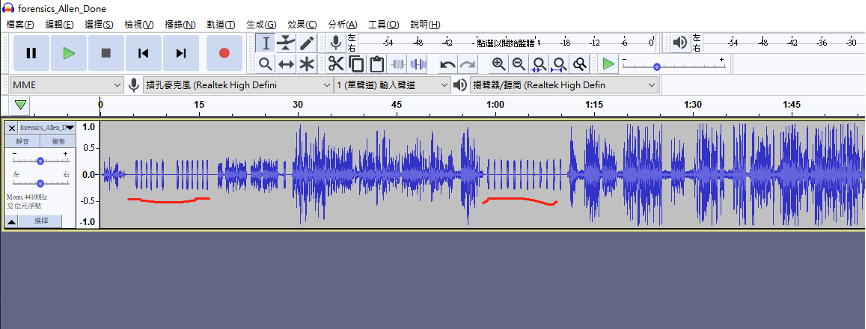 forensics_Allen_Done
檔案(F) 編輯(E) 選擇(S) 檢視(V) 播錄(N) 軌道(T) 生成(G) 效果(C) 分析(A) 工具(O) 說明(H)
左 右 -54 -48 -42 - 點選以開始監聽 ! -18 -12 -6 0 左 右 -54 -48 -42 -36 -30
MME 插孔麥克風 (Realtek High Defini 1 (單聲道) 輸入聲道 揚聲器/聽筒 (Realtek High Defin
0 15 30 45 1:00 1:15 1:30 1:45
forensics_Allen_Do
靜音 獨奏
- +
左 右
Mono, 44100Hz
32 位元浮點
選擇
1.0
0.5
0.0
-0.5
-1.0